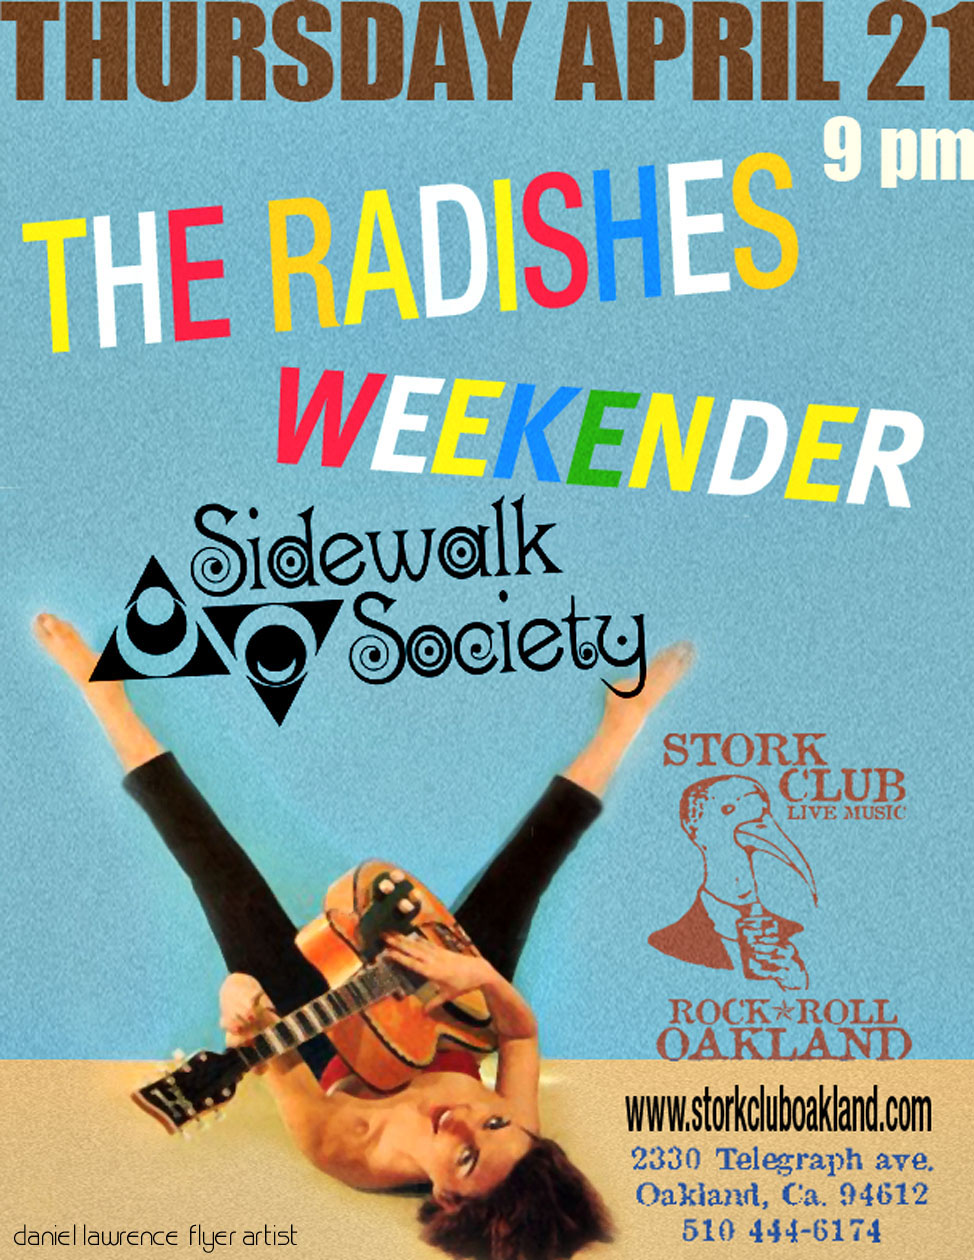 THURSDAY APRIL 21
9 pm
THE RADISHES
WEEKENDER
Sidewalk
Society
STORK
CLUB
LIVE MUSIC
ROCK★ROLL
OAKLAND
www.storkcluboakland.com
2330 Telegraph ave.
Oakland, Ca. 94612
510 444-6174
daniel lawrence flyer artist